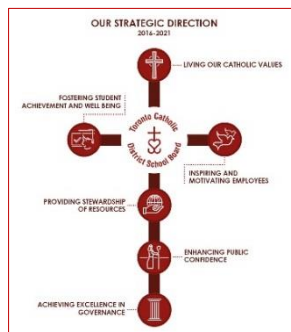 OUR STRATEGIC DIRECTION
2016-2021
LIVING OUR CATHOLIC VALUES
FOSTERING STUDENT
ACHIEVEMENT AND WELL BEING
Toronto Catholic
District School Board
INSPIRING AND
MOTIVATING EMPLOYEES
PROVIDING STEWARDSHIP
OF RESOURCES
ENHANCING PUBLIC
CONFIDENCE
ACHIEVING EXCELLENCE IN
GOVERNANCE